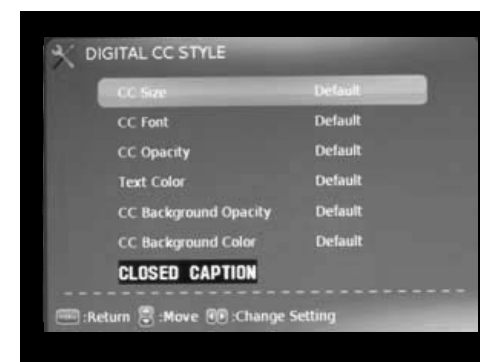 DIGITAL CC STYLE
CC Size Default
CC Font Default
CC Opacity Default
Text Color Default
CC Background Opacity Default
CC Background Color Default
CLOSED CAPTION
:Return :Move :Change Setting